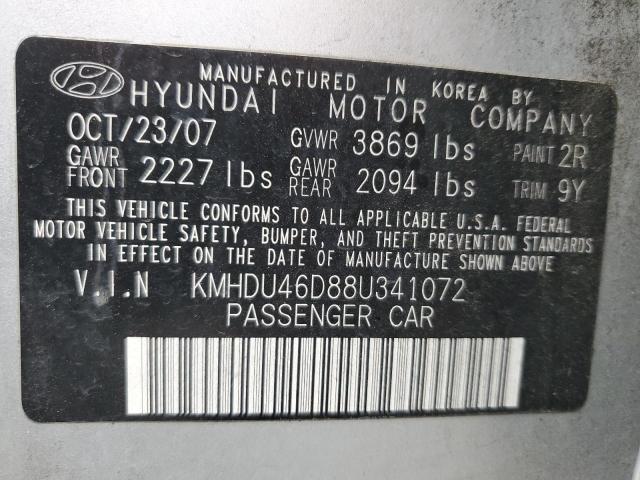 MANUFACTURED IN KOREA BY
HYUNDAI MOTOR COMPANY
OCT/23/07 GVWR 3869 lbs PAINT 2R
GAWR FRONT 2227 lbs GAWR REAR 2094 lbs TRIM 9Y
THIS VEHICLE CONFORMS TO ALL APPLICABLE U.S.A. FEDERAL
MOTOR VEHICLE SAFETY, BUMPER, AND THEFT PREVENTION STANDARDS
IN EFFECT ON THE DATE OF MANUFACTURE SHOWN ABOVE
V.I.N KMHDU46D88U341072
PASSENGER CAR